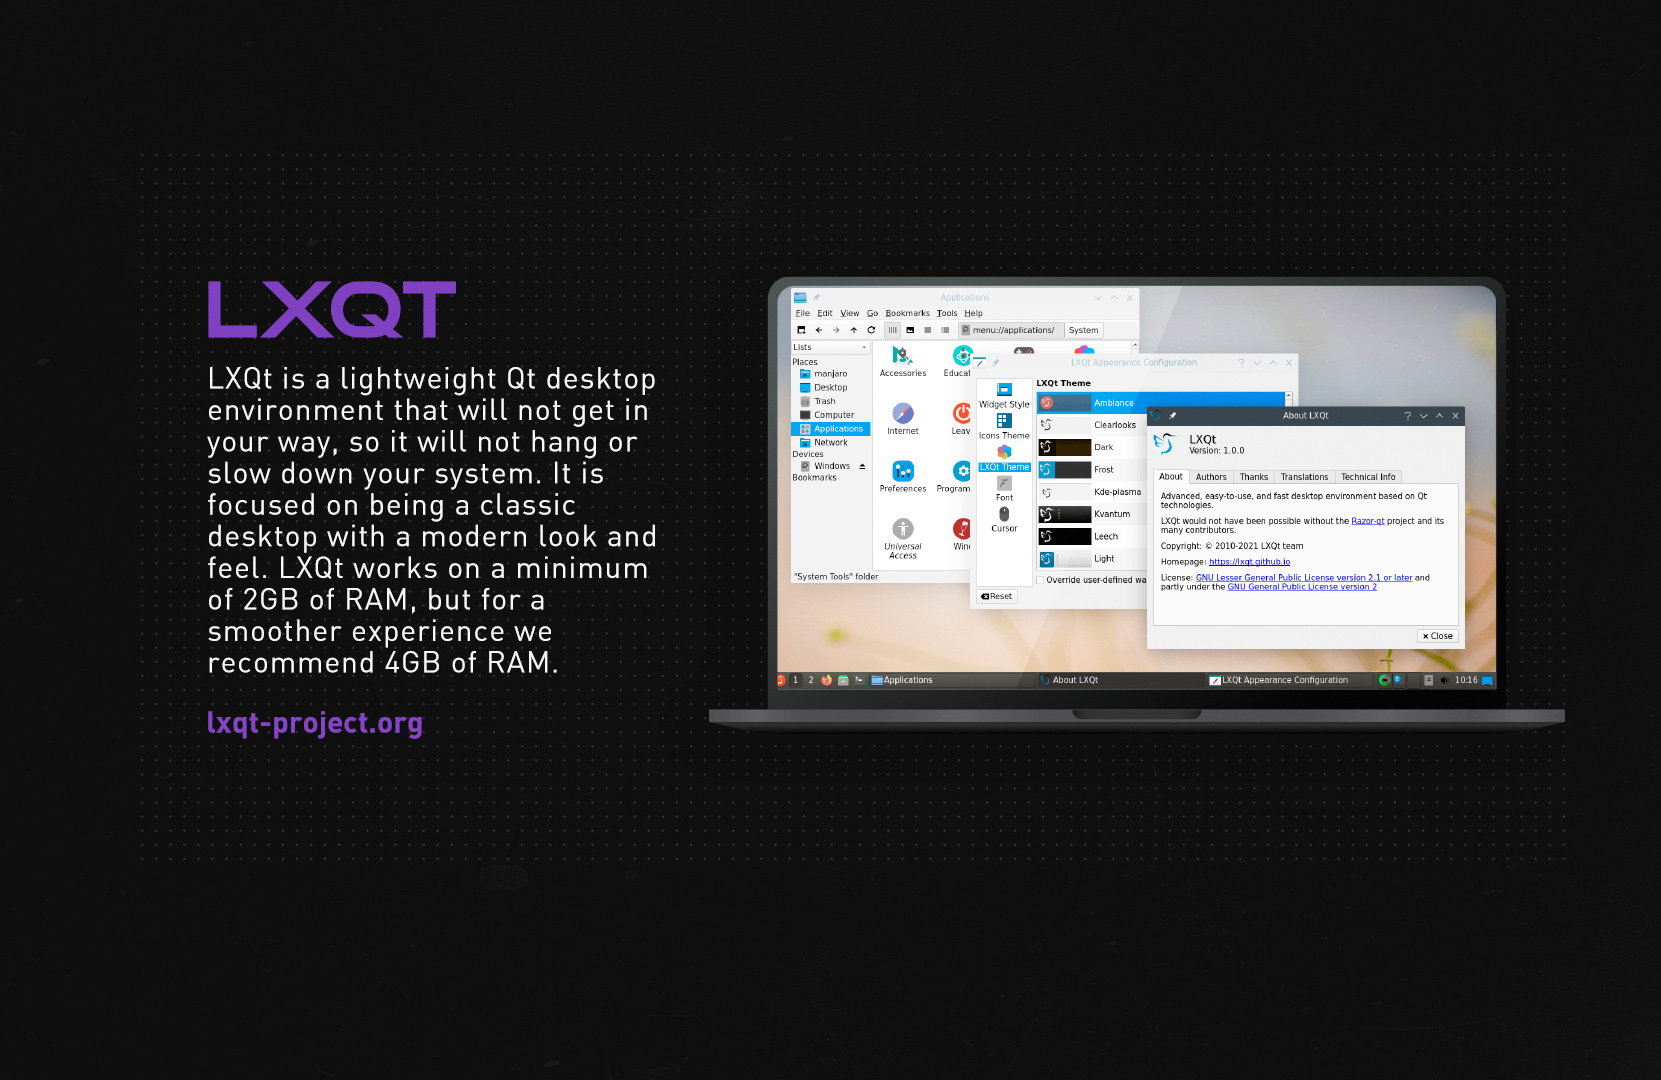 LXQT
LXQt is a lightweight Qt desktop
environment that will not get in
your way, so it will not hang or
slow down your system. It is
focused on being a classic
desktop with a modern look and
feel. LXQt works on a minimum
of 2GB of RAM, but for a
smoother experience we
recommend 4GB of RAM.
lxqt-project.org
Applications
File Edit View Go Bookmarks Tools Help
menu://applications/ System
Lists
Places
manjaro
Desktop
Trash
Computer
Applications
Network
Devices
Windows
Bookmarks
Accessories
Educat
Internet
Leav
Preferences
Program
Universal
Access
Wine
"System Tools" folder
LXQt Appearance Configuration
Widget Style
Icons Theme
LXQt Theme
Font
Cursor
LXQt Theme
Ambiance
Clearlooks
Dark
Frost
Kde-plasma
Kvantum
Leech
Light
Override user-defined wa
Reset
About LXQt
LXQt
Version: 1.0.0
About Authors Thanks Translations Technical Info
Advanced, easy-to-use, and fast desktop environment based on Qt
technologies.
LXQt would not have been possible without the Razor-qt project and its
many contributors.
Copyright: © 2010-2021 LXQt team
Homepage: https://lxqt.github.io
License: GNU Lesser General Public License version 2.1 or later and
partly under the GNU General Public License version 2
Close
1 2 Applications About LXQt LXQt Appearance Configuration 10:16